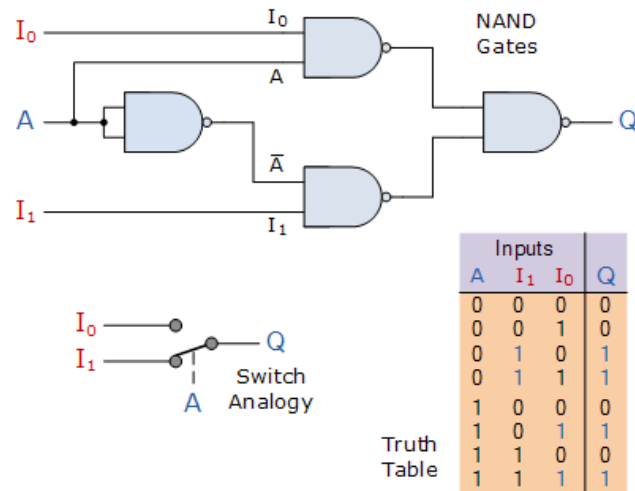 I₀
I₀
NAND
Gates
A
A
Q
Ā
I₁
I₁
Inputs
A I₁ I₀ Q
0 0 0 0
0 0 1 0
0 1 0 1
0 1 1 1
1 0 0 0
1 0 1 1
1 1 0 0
1 1 1 1
Truth
Table
I₀
I₁
Q
A
Switch
Analogy